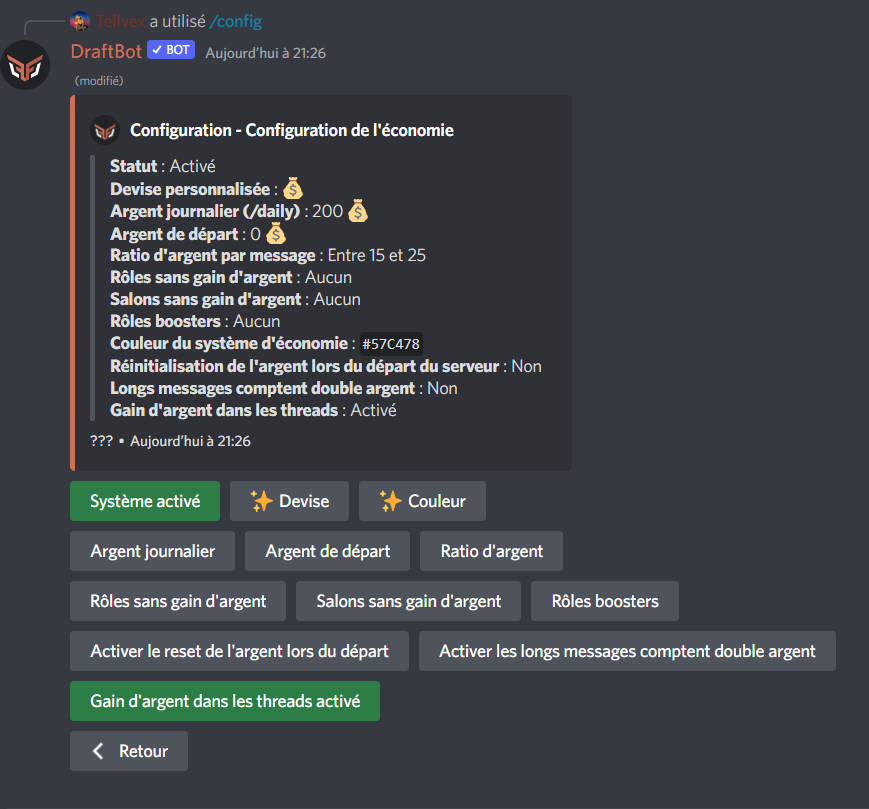 Tellvex a utilisé /config
DraftBot ✓ BOT Aujourd'hui à 21:26
(modifié)
Configuration - Configuration de l'économie
Statut : Activé
Devise personnalisée : 💰
Argent journalier (/daily) : 200 💰
Argent de départ : 0 💰
Ratio d'argent par message : Entre 15 et 25
Rôles sans gain d'argent : Aucun
Salons sans gain d'argent : Aucun
Rôles boosters : Aucun
Couleur du système d'économie : #57C478
Réinitialisation de l'argent lors du départ du serveur : Non
Longs messages comptent double argent : Non
Gain d'argent dans les threads : Activé
??? • Aujourd'hui à 21:26
Système activé ✨ Devise ✨ Couleur
Argent journalier Argent de départ Ratio d'argent
Rôles sans gain d'argent Salons sans gain d'argent Rôles boosters
Activer le reset de l'argent lors du départ Activer les longs messages comptent double argent
Gain d'argent dans les threads activé
Retour